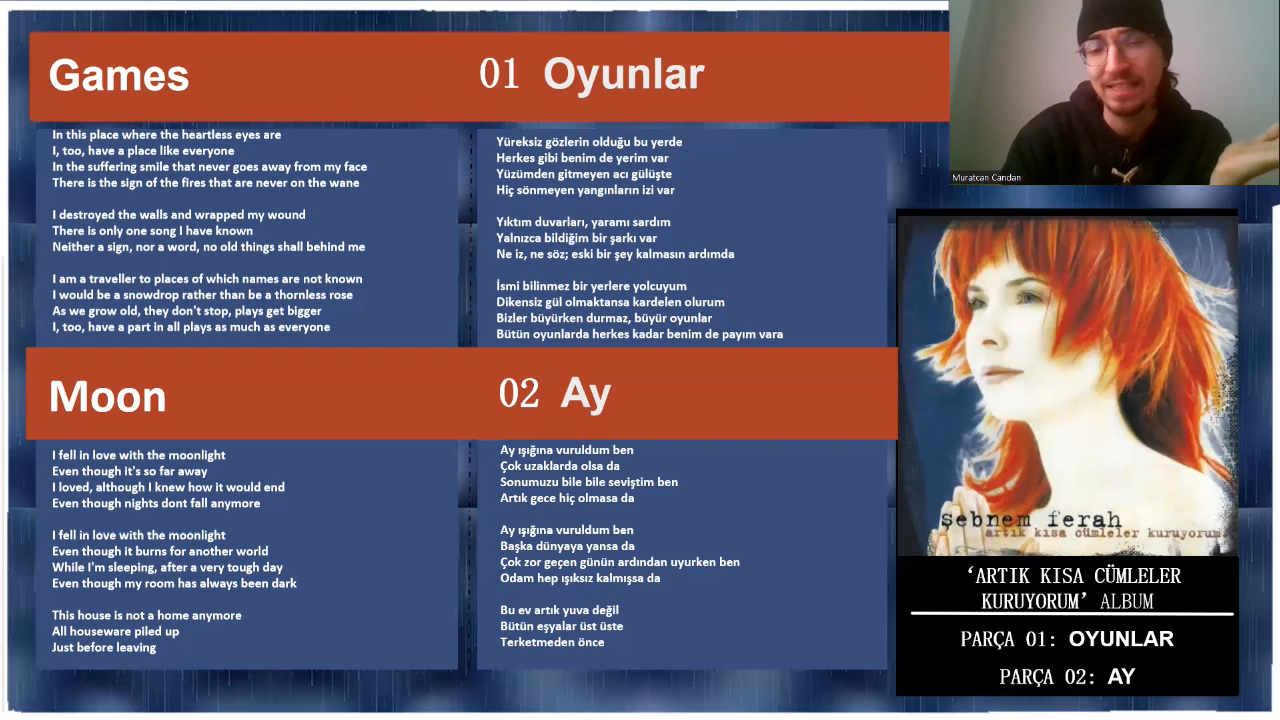 Games
01 Oyunlar
In this place where the heartless eyes are
I, too, have a place like everyone
In the suffering smile that never goes away from my face
There is the sign of the fires that are never on the wane
I destroyed the walls and wrapped my wound
There is only one song I have known
Neither a sign, nor a word, no old things shall behind me
I am a traveller to places of which names are not known
I would be a snowdrop rather than be a thornless rose
As we grow old, they don't stop, plays get bigger
I, too, have a part in all plays as much as everyone
Yüreksiz gözlerin olduğu bu yerde
Herkes gibi benim de yerim var
Yüzümden gitmeyen acı gülüşte
Hiç sönmeyen yangınların izi var
Yıktım duvarları, yaramı sardım
Yalnızca bildiğim bir şarkı var
Ne iz, ne söz; eski bir şey kalmasın ardımda
İsmi bilinmez bir yerlere yolcuyum
Dikensiz gül olmaktansa kardelen olurum
Bizler büyürken durmaz, büyür oyunlar
Bütün oyunlarda herkes kadar benim de payım vara
Moon
02 Ay
I fell in love with the moonlight
Even though it's so far away
I loved, although I knew how it would end
Even though nights dont fall anymore
I fell in love with the moonlight
Even though it burns for another world
While I'm sleeping, after a very tough day
Even though my room has always been dark
This house is not a home anymore
All houseware piled up
Just before leaving
Ay ışığına vuruldum ben
Çok uzaklarda olsa da
Sonumuzu bile bile seviştim ben
Artık gece hiç olmasa da
Ay ışığına vuruldum ben
Başka dünyaya yansa da
Çok zor geçen günün ardından uyurken ben
Odam hep ışıksız kalmışsa da
Bu ev artık yuva değil
Bütün eşyalar üst üste
Terketmeden önce
Muratcan Candan
şebnem ferah
artık kısa cümleler kuruyorum
‘ARTIK KISA CÜMLELER
KURUYORUM’ ALBUM
PARÇA 01: OYUNLAR
PARÇA 02: AY